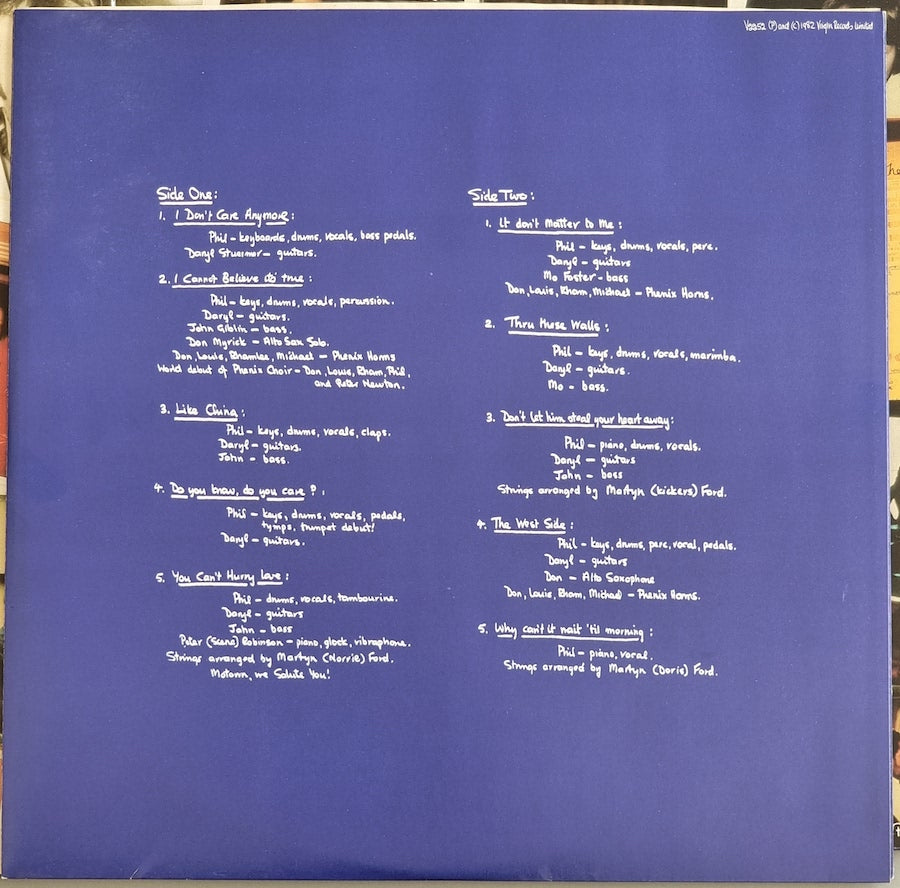 V2252 (P) and (C) 1982 Virgin Records Limited
Side One:
1. I Don't Care Anymore:
Phil – keyboards, drums, vocals, bass pedals.
Daryl Stuermer – guitars.
2. I Cannot Believe its true:
Phil – keys, drums, vocals, percussion.
Daryl – guitars.
John Giblin – bass.
Don Myrick – Alto Sax Solo.
Don, Louis, Rhamlee, Michael – Phenix Horns
World debut of Phenix Choir – Don, Louis, Rham, Phil,
and Peter Newton.
3. Like China:
Phil – keys, drums, vocals, claps.
Daryl – guitars.
John – bass.
4. Do you know, do you care?:
Phil – keys, drums, vocals, pedals,
tymps, trumpet debut!
Daryl – guitars.
5. You Can't Hurry Love:
Phil – drums, vocals, tambourine.
Daryl – guitars
John – bass
Peter (Scene) Robinson – piano, glock, vibraphone.
Strings arranged by Martyn (Norrie) Ford.
Motown, we Salute You!
Side Two:
1. It don't matter to Me:
Phil – keys, drums, vocals, perc.
Daryl – guitars
Mo Foster – bass
Don, Louis, Rham, Michael – Phenix Horns.
2. Thru these Walls:
Phil – keys, drums, vocals, marimba.
Daryl – guitars.
Mo – bass.
3. Don't let him steal your heart away:
Phil – piano, drums, vocals.
Daryl – guitars
John – bass
Strings arranged by Martyn (kickers) Ford.
4. The West Side:
Phil – keys, drums, perc, vocal, pedals.
Daryl – guitars
Don – Alto Saxophone
Don, Louis, Rham, Michael – Phenix Horns.
5. Why can't it wait 'til morning:
Phil – piano, vocal.
Strings arranged by Martyn (Doris) Ford.